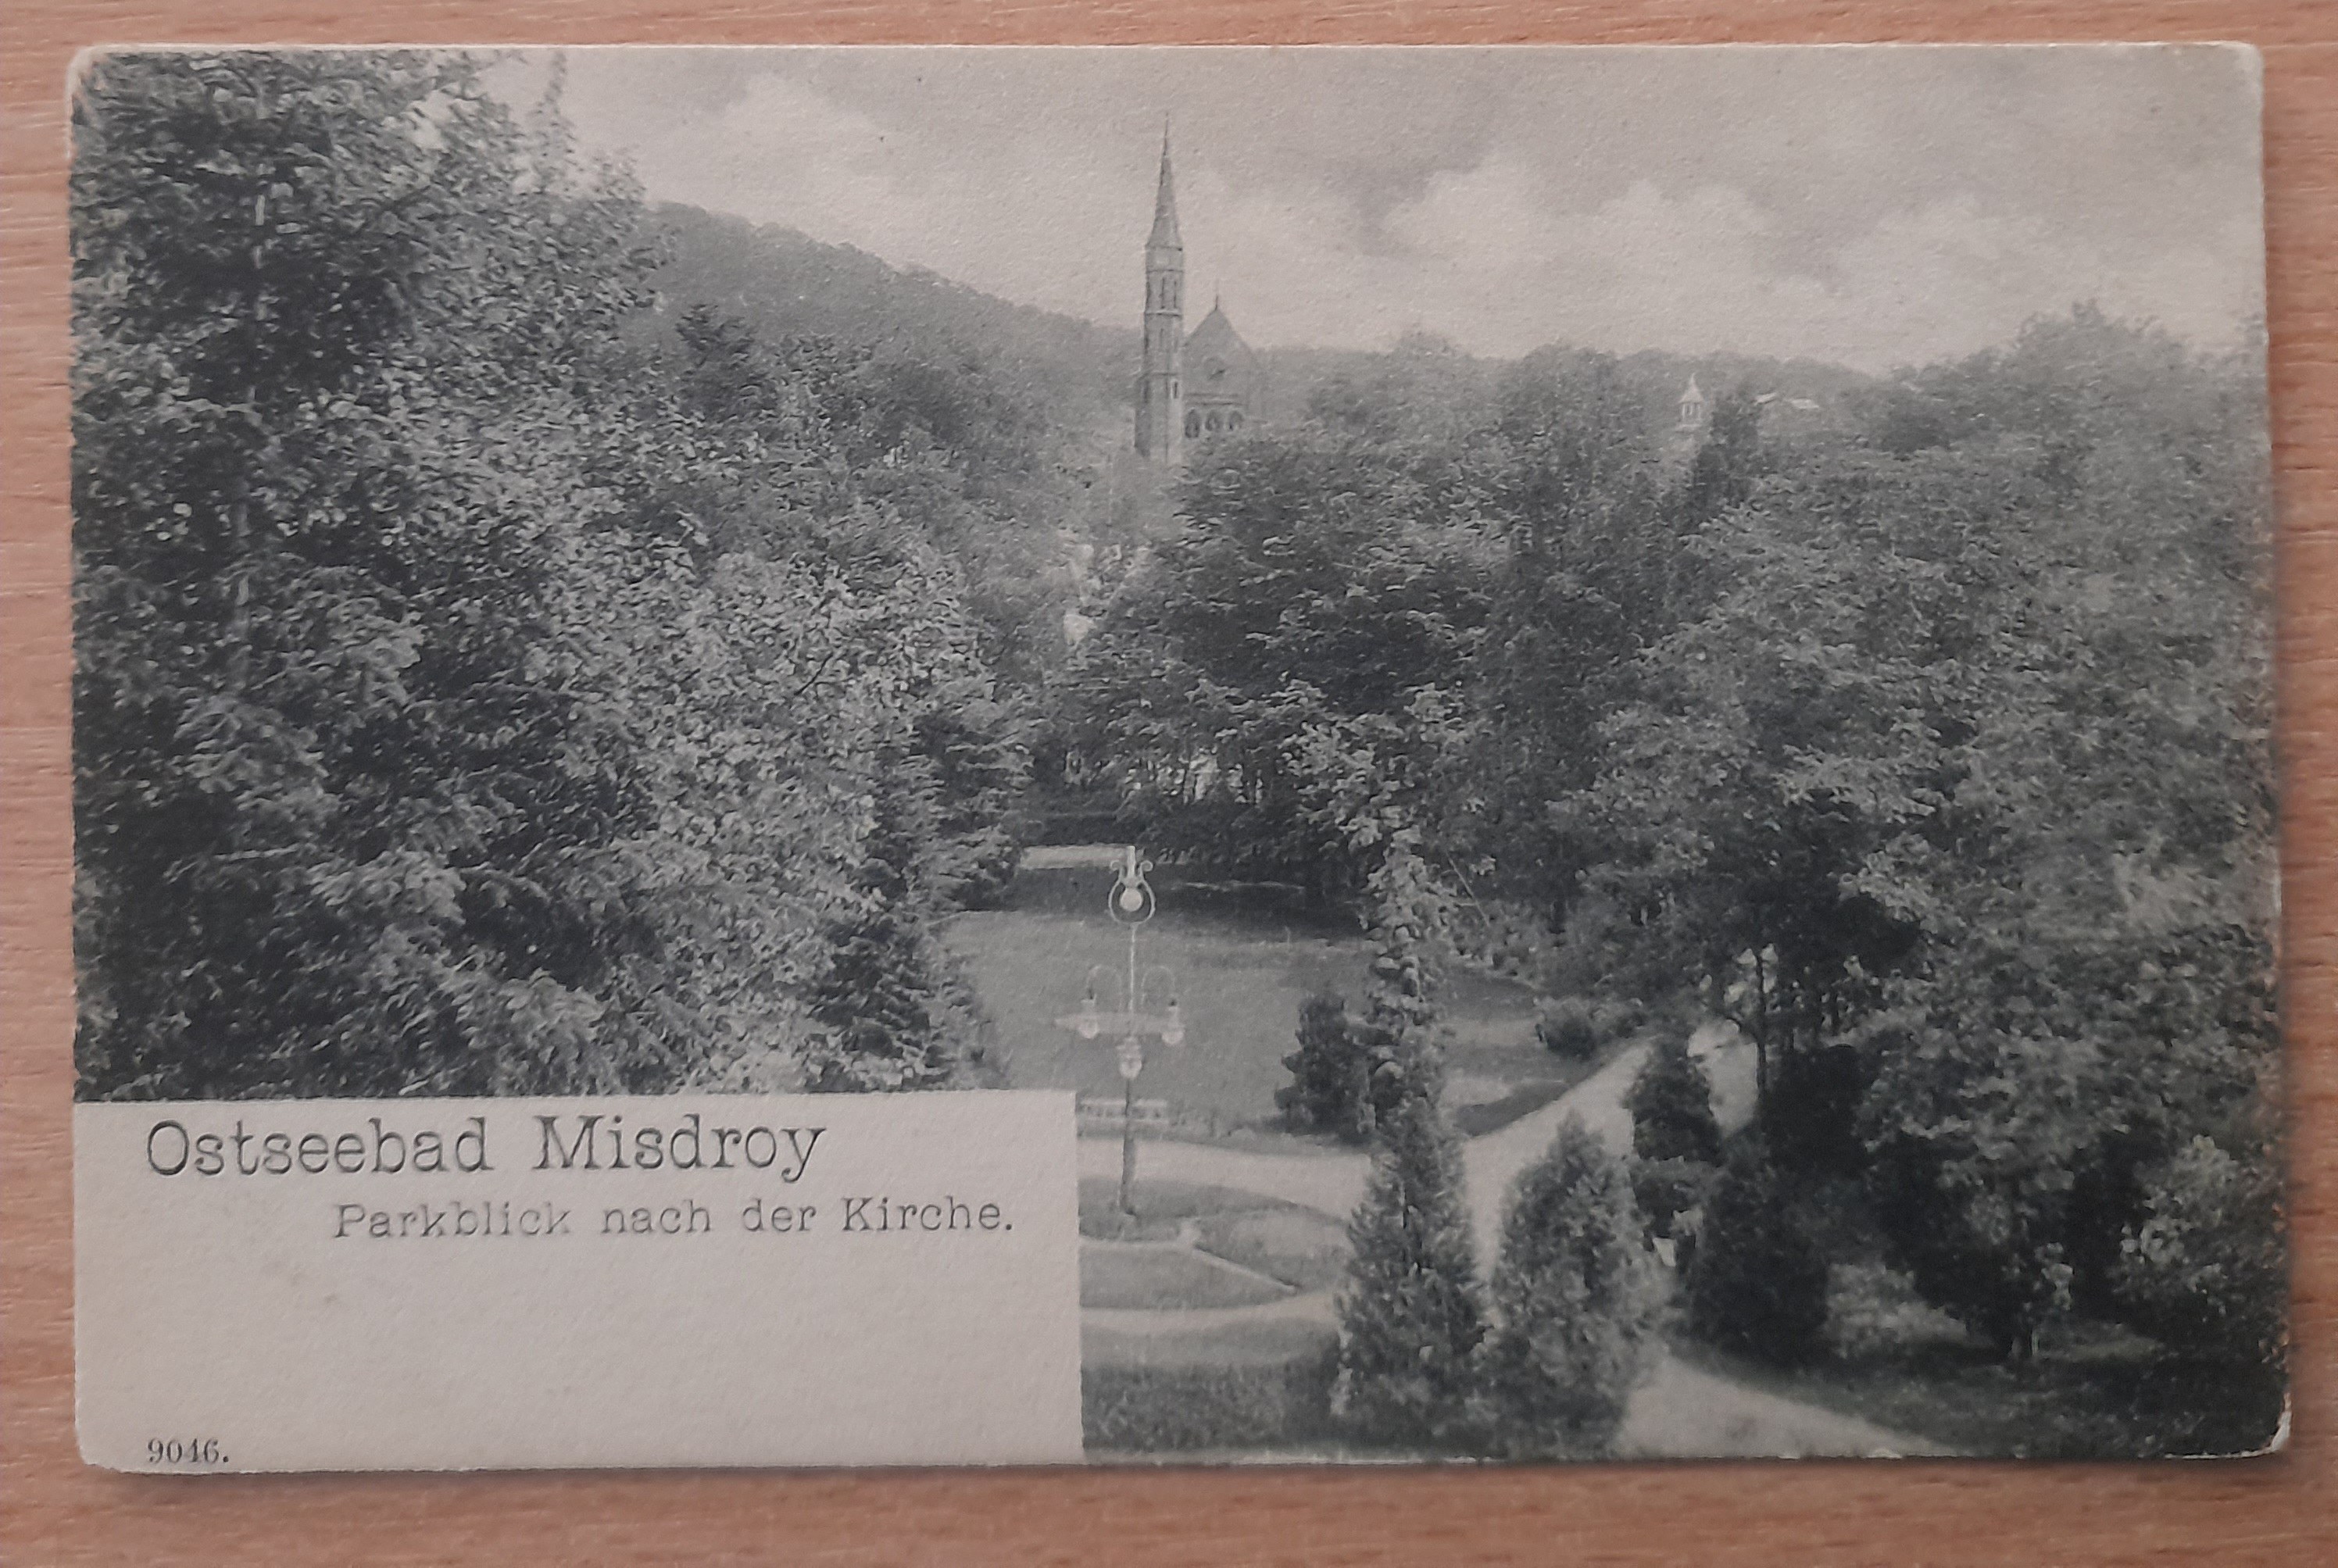 Ostseebad Misdroy
Parkblick nach der Kirche.
9046.